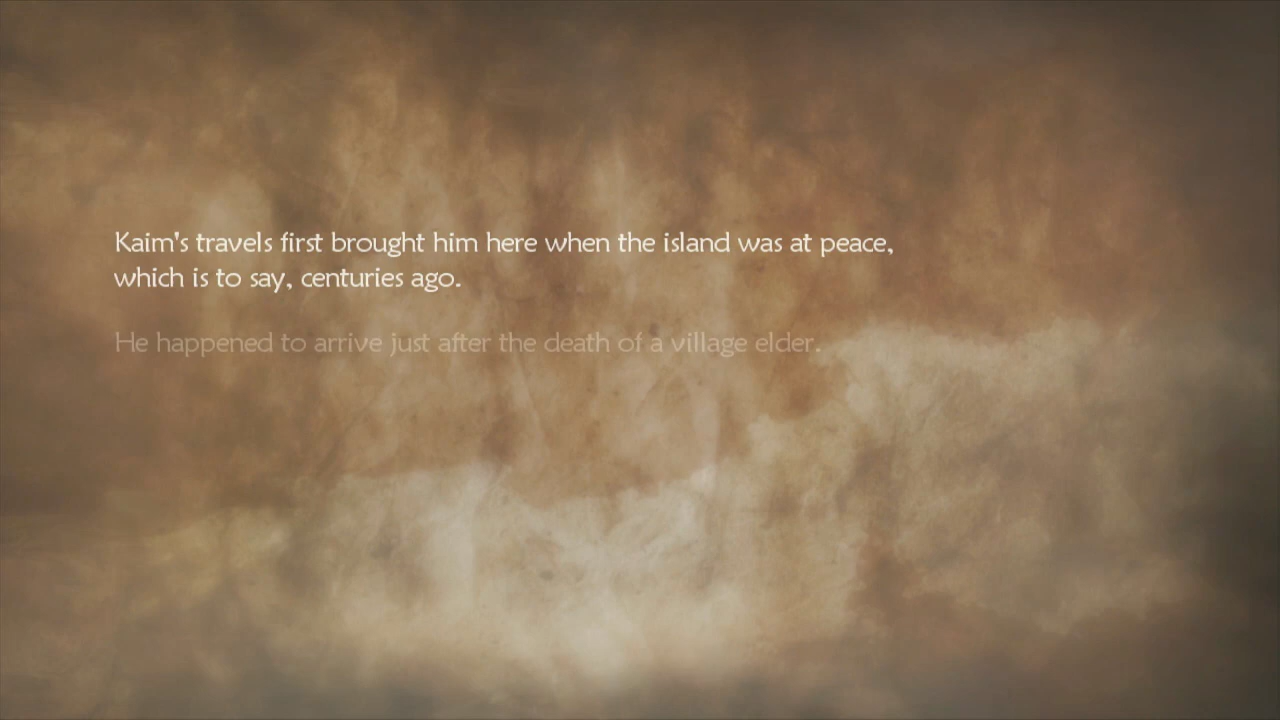 Kaim's travels first brought him here when the island was at peace,
which is to say, centuries ago.
He happened to arrive just after the death of a village elder.